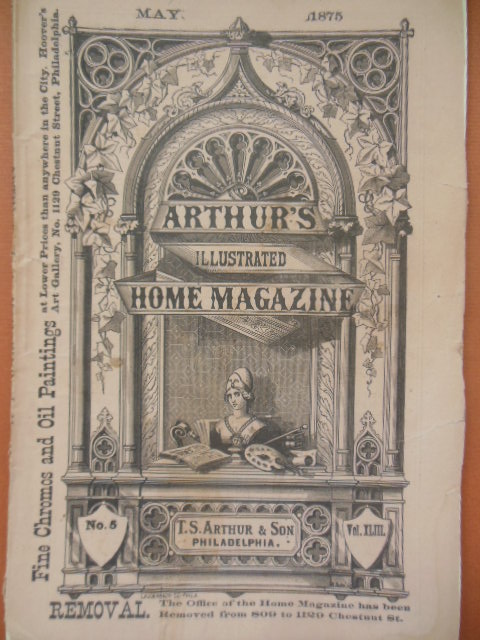 MAY. 1875
Fine Chromos and Oil Paintings at Lower Prices than anywhere in the City. Hoover's
Art Gallery, No. 1129 Chestnut Street, Philadelphia.
ARTHUR'S
ILLUSTRATED
HOME MAGAZINE
No. 5
T. S. ARTHUR & SON
PHILADELPHIA.
Vol. XLIII.
REMOVAL. The Office of the Home Magazine has been
Removed from 809 to 1129 Chestnut St.